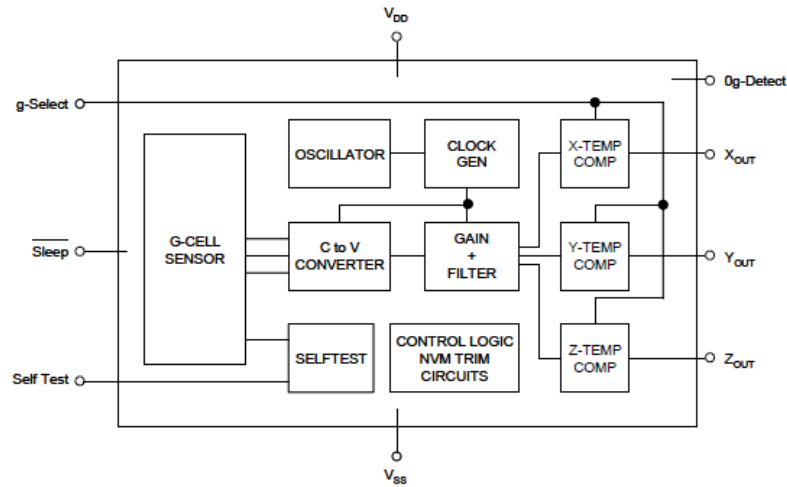 VDD
0g-Detect
g-Select
OSCILLATOR
CLOCK
GEN
X-TEMP
COMP
XOUT
Sleep
G-CELL
SENSOR
C to V
CONVERTER
GAIN
+
FILTER
Y-TEMP
COMP
YOUT
SELFTEST
CONTROL LOGIC
NVM TRIM
CIRCUITS
Z-TEMP
COMP
ZOUT
Self Test
VSS